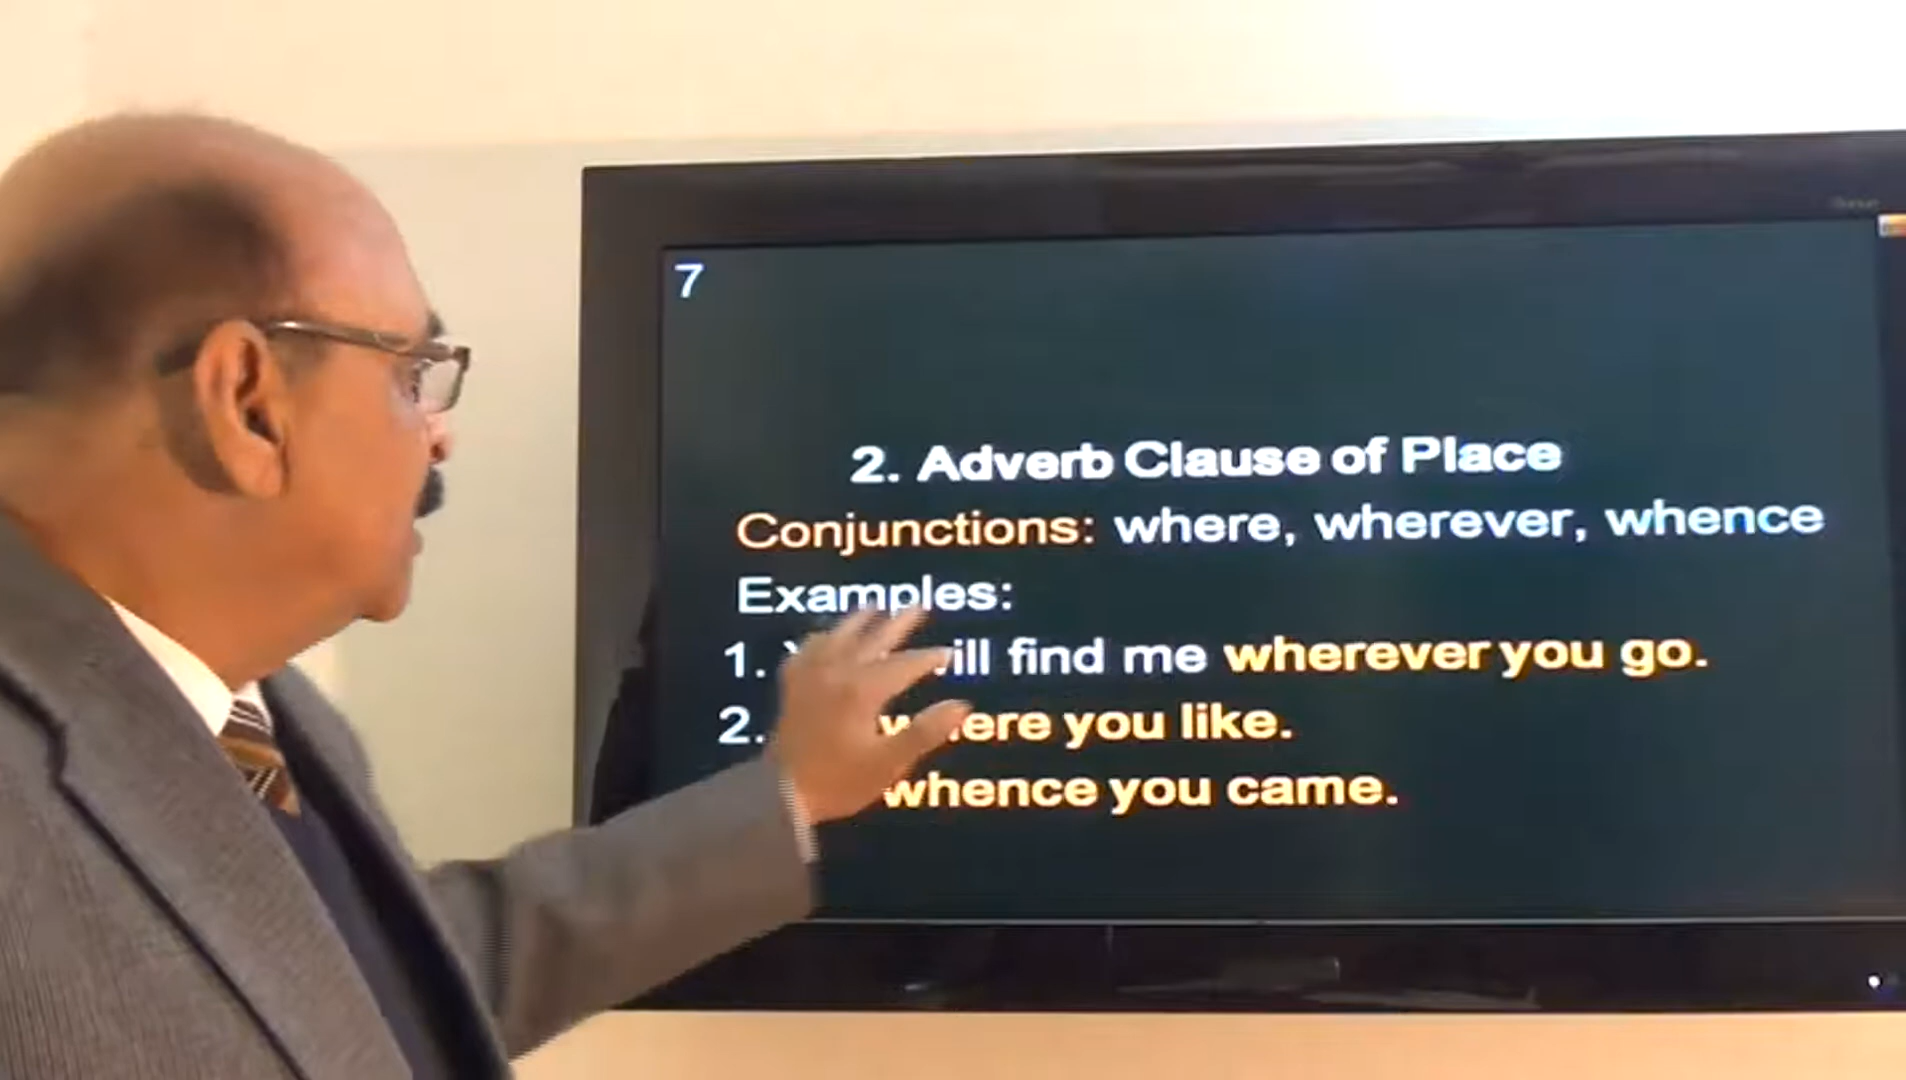 7
2. Adverb Clause of Place
Conjunctions: where, wherever, whence
Examples:
1. will find me wherever you go.
2. where you like.
whence you came.